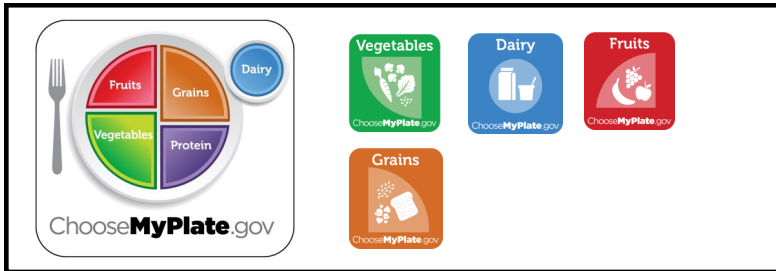 Fruits
Grains
Dairy
Vegetables
Protein
ChooseMyPlate.gov
Vegetables
ChooseMyPlate.gov
Dairy
ChooseMyPlate.gov
Fruits
ChooseMyPlate.gov
Grains
ChooseMyPlate.gov